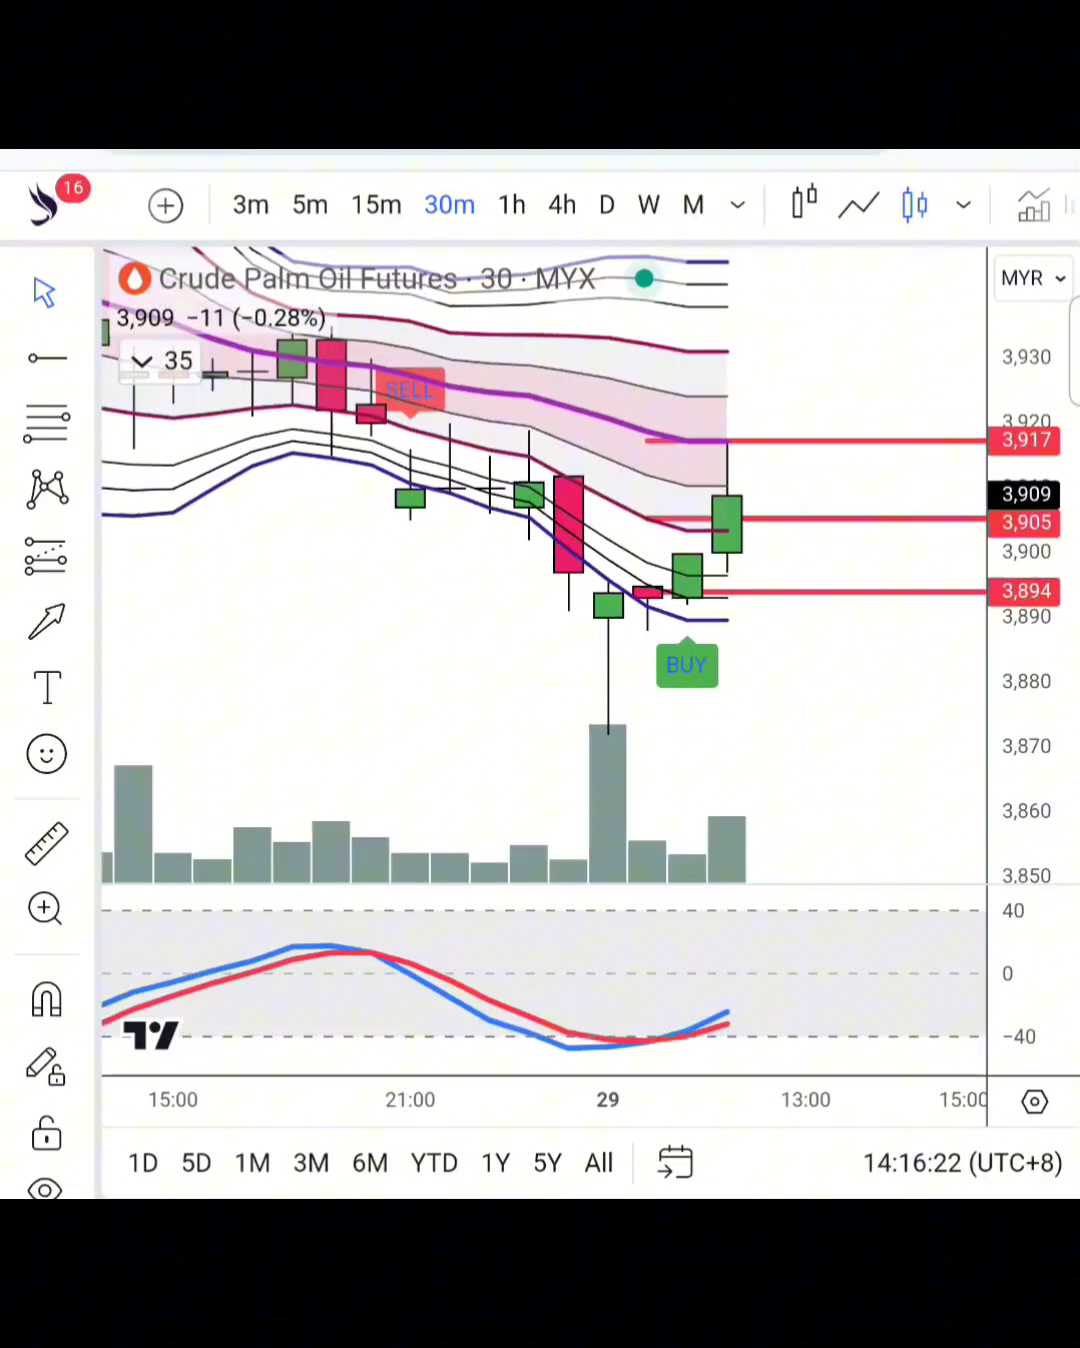 16
3m 5m 15m 30m 1h 4h D W M
Crude Palm Oil Futures · 30 · MYX
MYR
3,909 −11 (−0.28%)
35
3,930
SELL
3,920
3,917
3,909
3,905
3,900
3,894
3,890
BUY
3,880
3,870
3,860
3,850
40
0
−40
15:00 21:00 29 13:00 15:00
1D 5D 1M 3M 6M YTD 1Y 5Y All 14:16:22 (UTC+8)